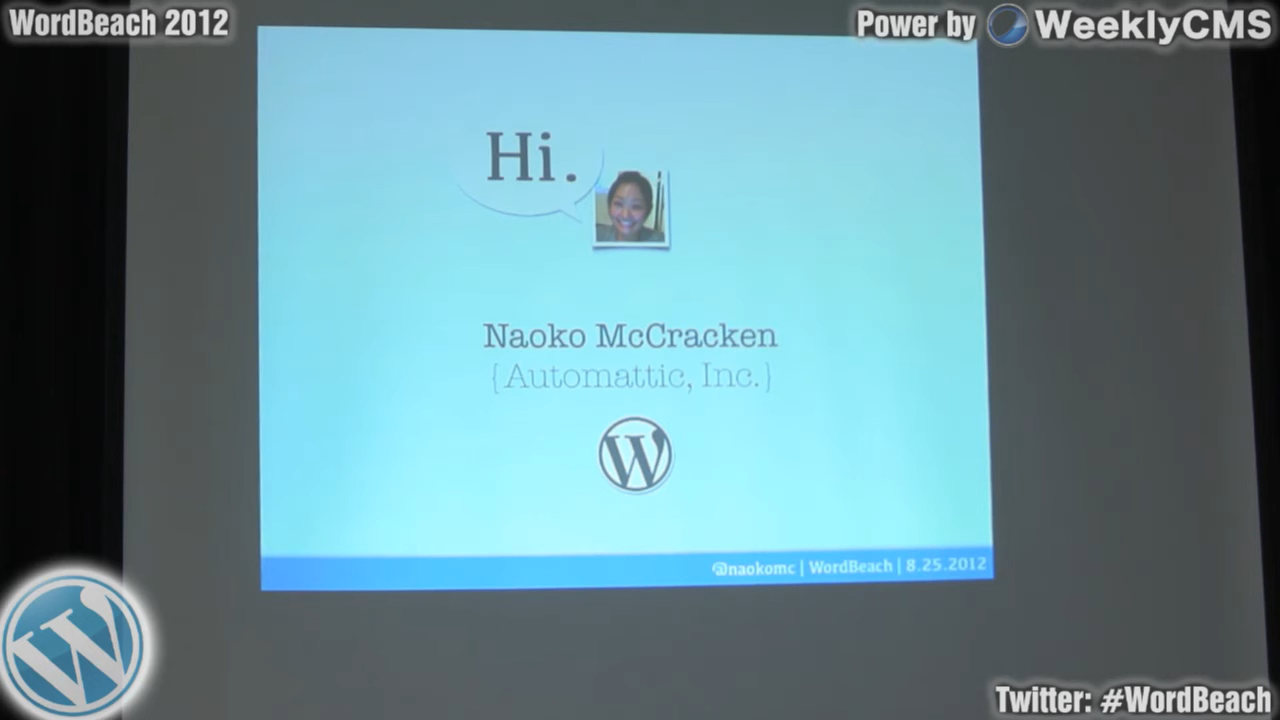 WordBeach 2012
Power by WeeklyCMS
Hi.
Naoko McCracken
{Automattic, Inc.}
W
@naokomc | WordBeach | 8.25.2012
W
Twitter: #WordBeach